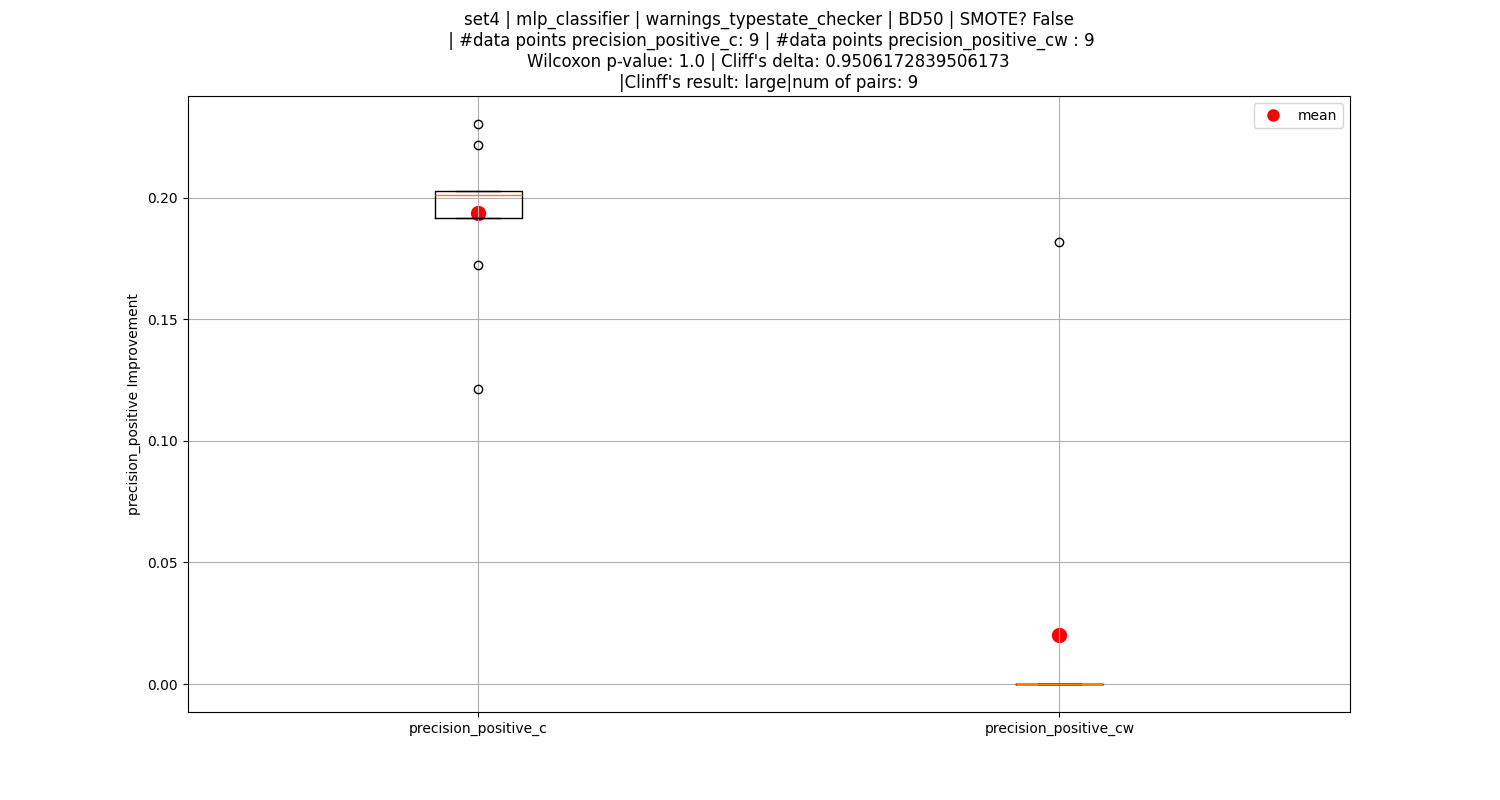 set4 | mlp_classifier | warnings_typestate_checker | BD50 | SMOTE? False
| #data points precision_positive_c: 9 | #data points precision_positive_cw : 9
Wilcoxon p-value: 1.0 | Cliff's delta: 0.9506172839506173
|Clinff's result: large|num of pairs: 9
mean
0.20
0.15
0.10
0.05
0.00
precision_positive Improvement
precision_positive_c
precision_positive_cw